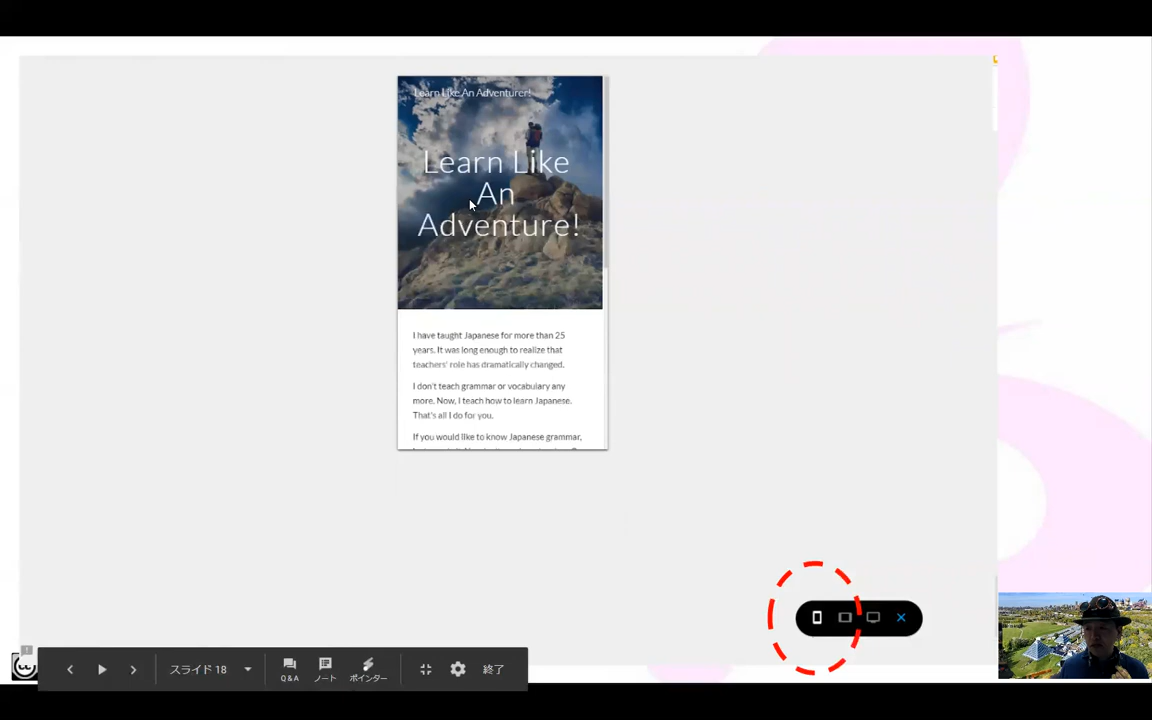 Learn Like An Adventurer!
Learn Like
An
Adventure!
I have taught Japanese for more than 25
years. It was long enough to realize that
teachers' role has dramatically changed.
I don't teach grammar or vocabulary any
more. Now, I teach how to learn Japanese.
That's all I do for you.
If you would like to know Japanese grammar,
スライド 18
Q&A
ノート
ポインター
終了